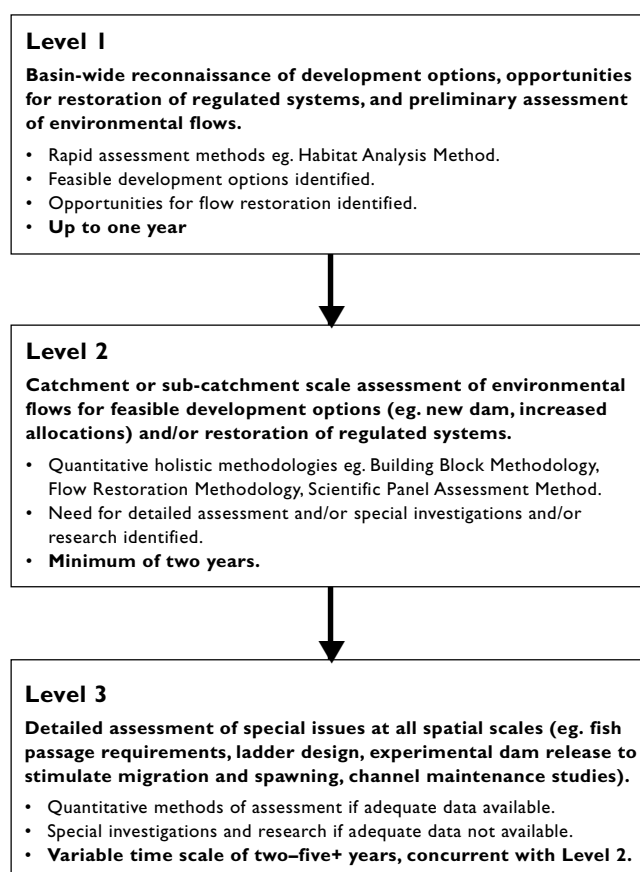 Level 1
Basin-wide reconnaissance of development options, opportunities
for restoration of regulated systems, and preliminary assessment
of environmental flows.
• Rapid assessment methods eg. Habitat Analysis Method.
• Feasible development options identified.
• Opportunities for flow restoration identified.
• Up to one year
Level 2
Catchment or sub-catchment scale assessment of environmental
flows for feasible development options (eg. new dam, increased
allocations) and/or restoration of regulated systems.
• Quantitative holistic methodologies eg. Building Block Methodology,
Flow Restoration Methodology, Scientific Panel Assessment Method.
• Need for detailed assessment and/or special investigations and/or
research identified.
• Minimum of two years.
Level 3
Detailed assessment of special issues at all spatial scales (eg. fish
passage requirements, ladder design, experimental dam release to
stimulate migration and spawning, channel maintenance studies).
• Quantitative methods of assessment if adequate data available.
• Special investigations and research if adequate data not available.
• Variable time scale of two–five+ years, concurrent with Level 2.